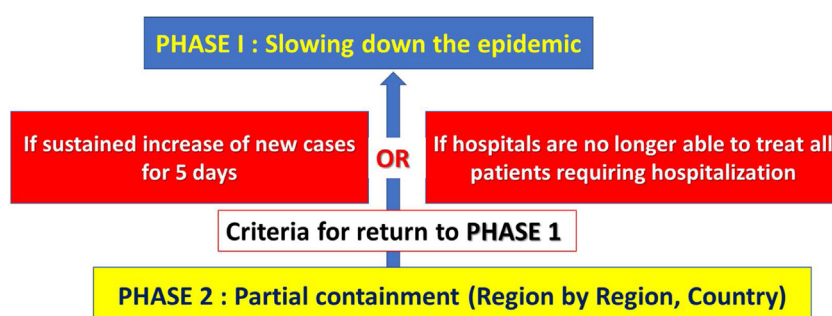 PHASE I : Slowing down the epidemic
If sustained increase of new cases
for 5 days
OR
If hospitals are no longer able to treat all
patients requiring hospitalization
Criteria for return to PHASE 1
PHASE 2 : Partial containment (Region by Region, Country)